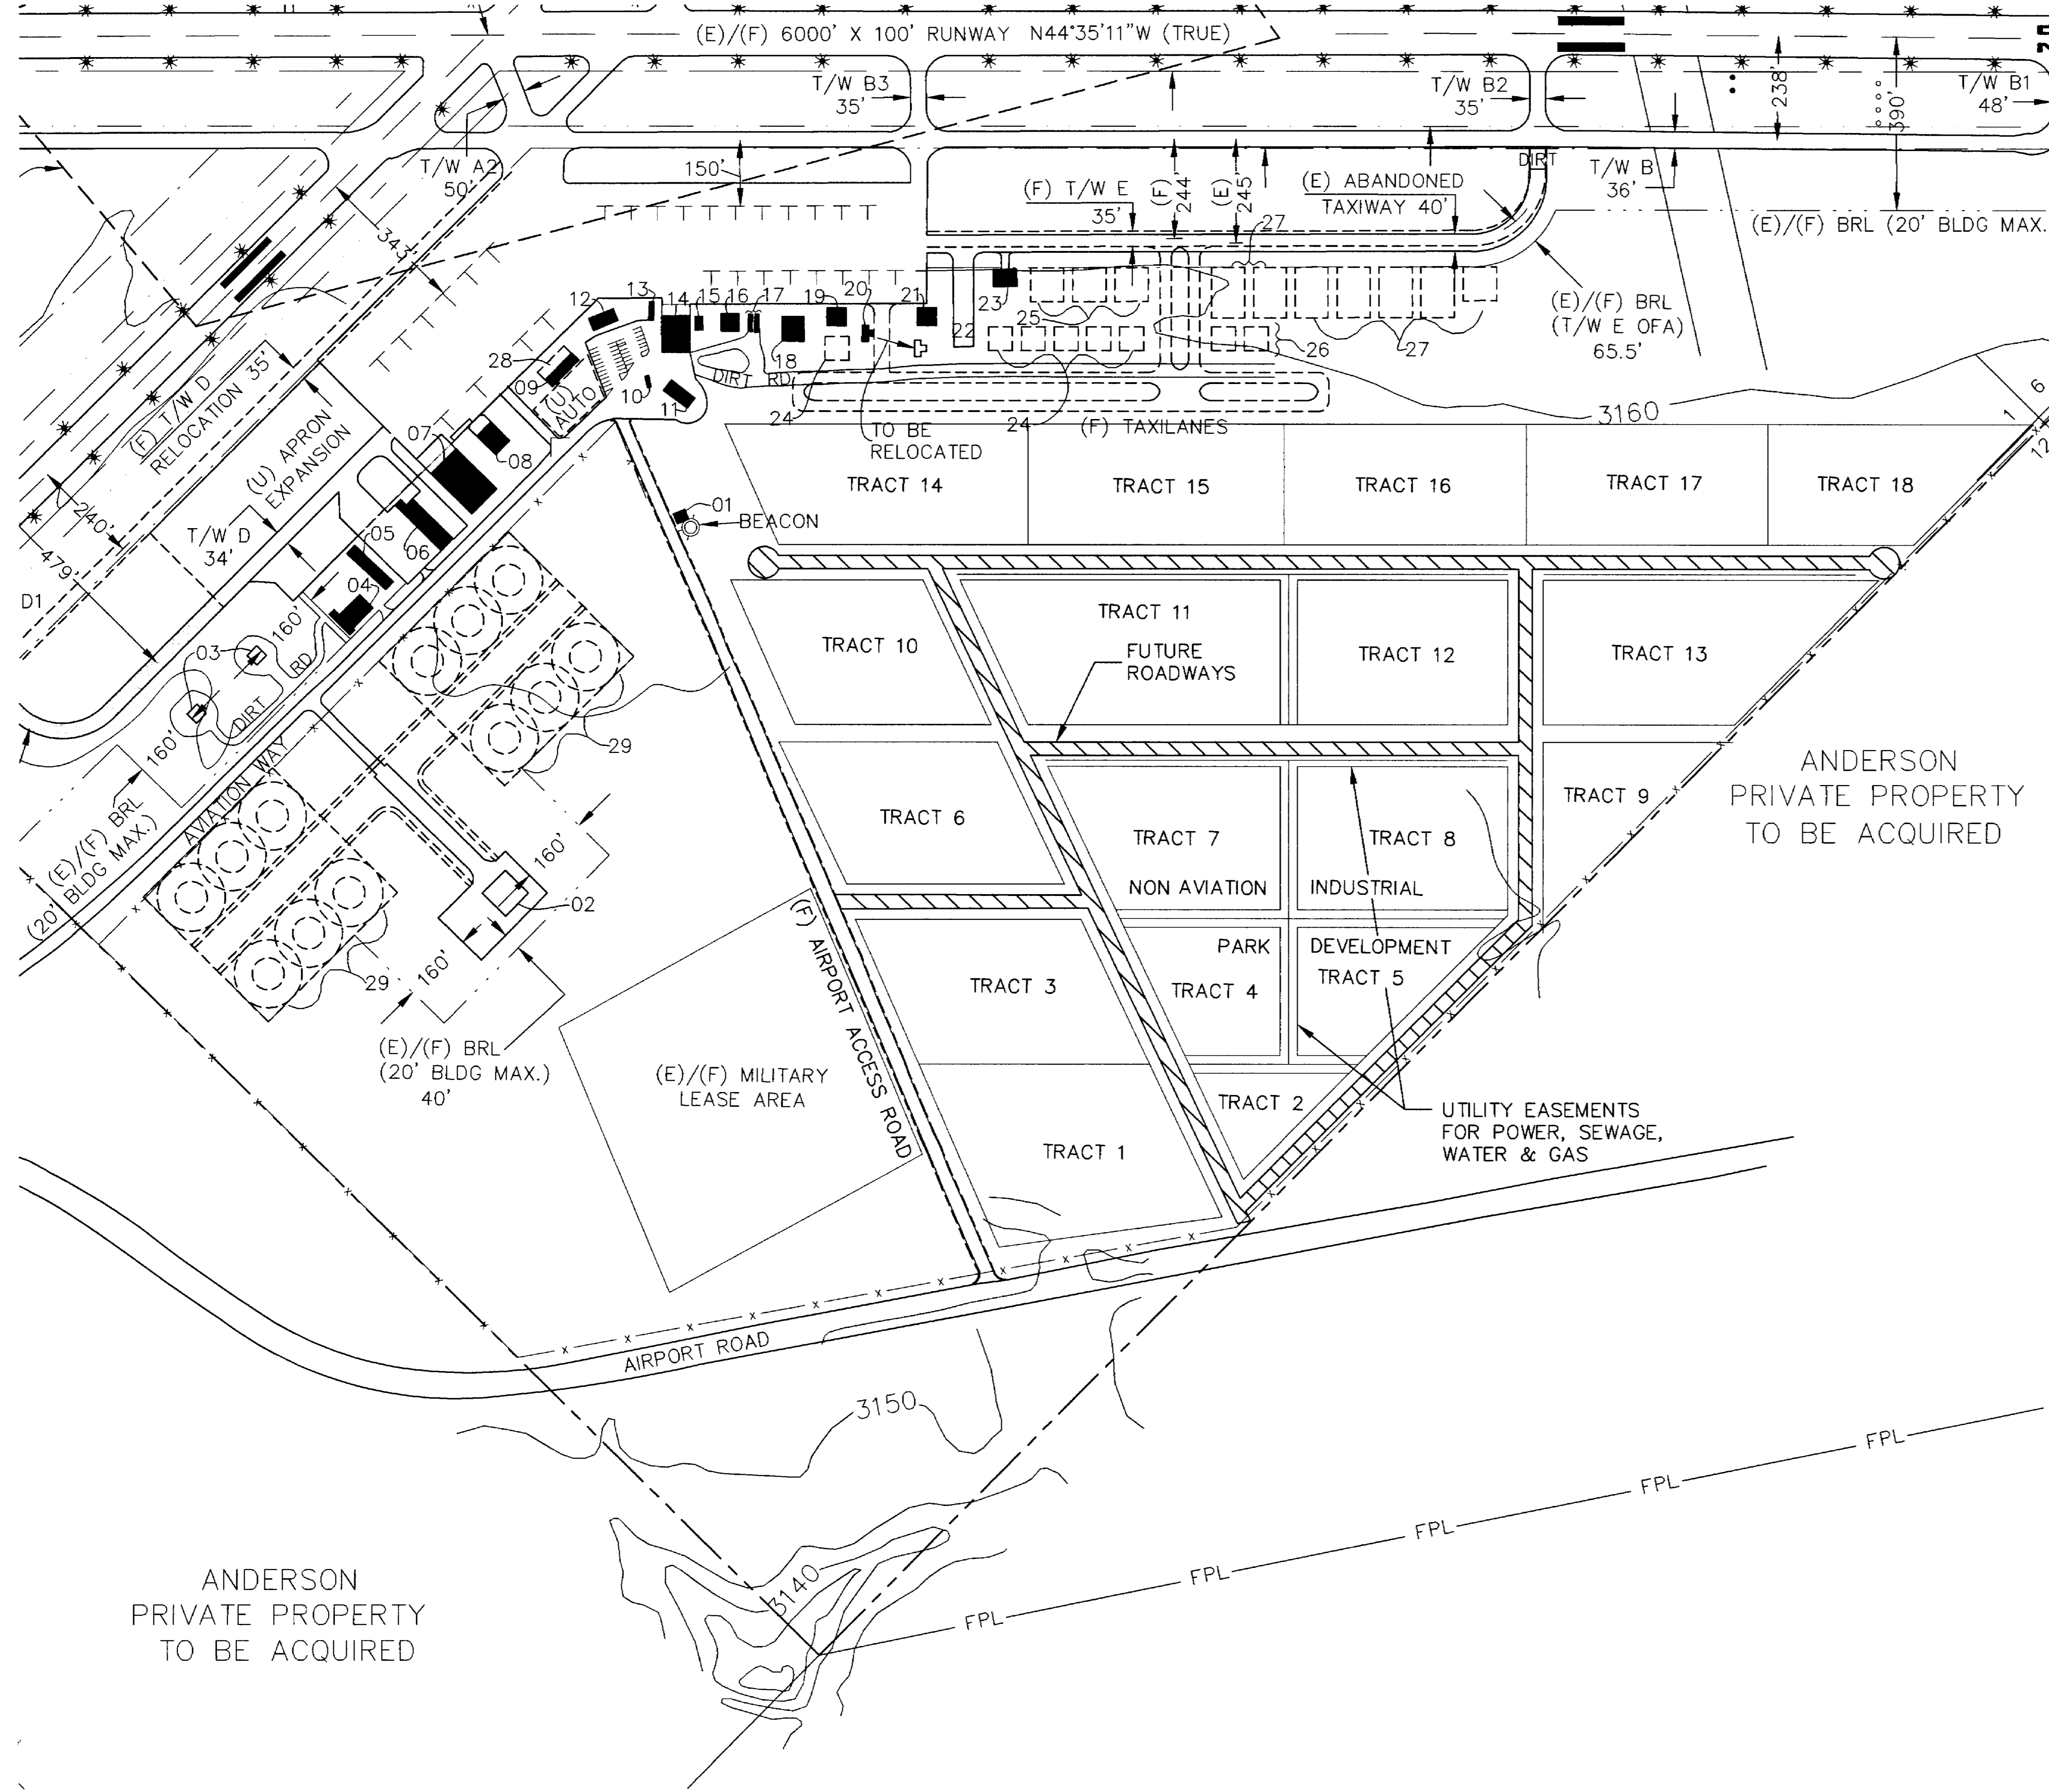 (E)/(F) 6000' X 100' RUNWAY N44°35'11"W (TRUE)
T/W B3
35'
T/W B2
35'
238'
390'
T/W B1
48'
T/W A2
50'
150'
(F) T/W E
35'
(F)
244'
(E)
245'
(E) ABANDONED
TAXIWAY 40'
DIRT
T/W B
36'
(E)/(F) BRL (20' BLDG MAX.
343'
27
12
13
14
15
16
17
19
20
21
23
22
25
26
27
18
28
09
10
11
(U)
AUTO
DIRT RD
24
24
(F) TAXILANES
TO BE
RELOCATED
(E)/(F) BRL
(T/W E OFA)
65.5'
3160
6
1
12
(F) T/W D
RELOCATION 35'
(U) APRON
EXPANSION
07
08
240'
479'
T/W D
34'
05
06
04
D1
03
160'
RD
DIRT
160'
01
BEACON
TRACT 14
TRACT 15
TRACT 16
TRACT 17
TRACT 18
TRACT 10
TRACT 11
FUTURE
ROADWAYS
TRACT 12
TRACT 13
29
AVIATION WAY
(E)/(F) BRL
(20' BLDG MAX.)
TRACT 6
TRACT 7
TRACT 8
TRACT 9
NON AVIATION INDUSTRIAL
PARK DEVELOPMENT
ANDERSON
PRIVATE PROPERTY
TO BE ACQUIRED
160'
02
160'
29
(F) AIRPORT ACCESS ROAD
TRACT 3
TRACT 4
TRACT 5
(E)/(F) BRL
(20' BLDG MAX.)
40'
(E)/(F) MILITARY
LEASE AREA
TRACT 2
TRACT 1
UTILITY EASEMENTS
FOR POWER, SEWAGE,
WATER & GAS
AIRPORT ROAD
3150
FPL
FPL
FPL
FPL
FPL
3140
ANDERSON
PRIVATE PROPERTY
TO BE ACQUIRED